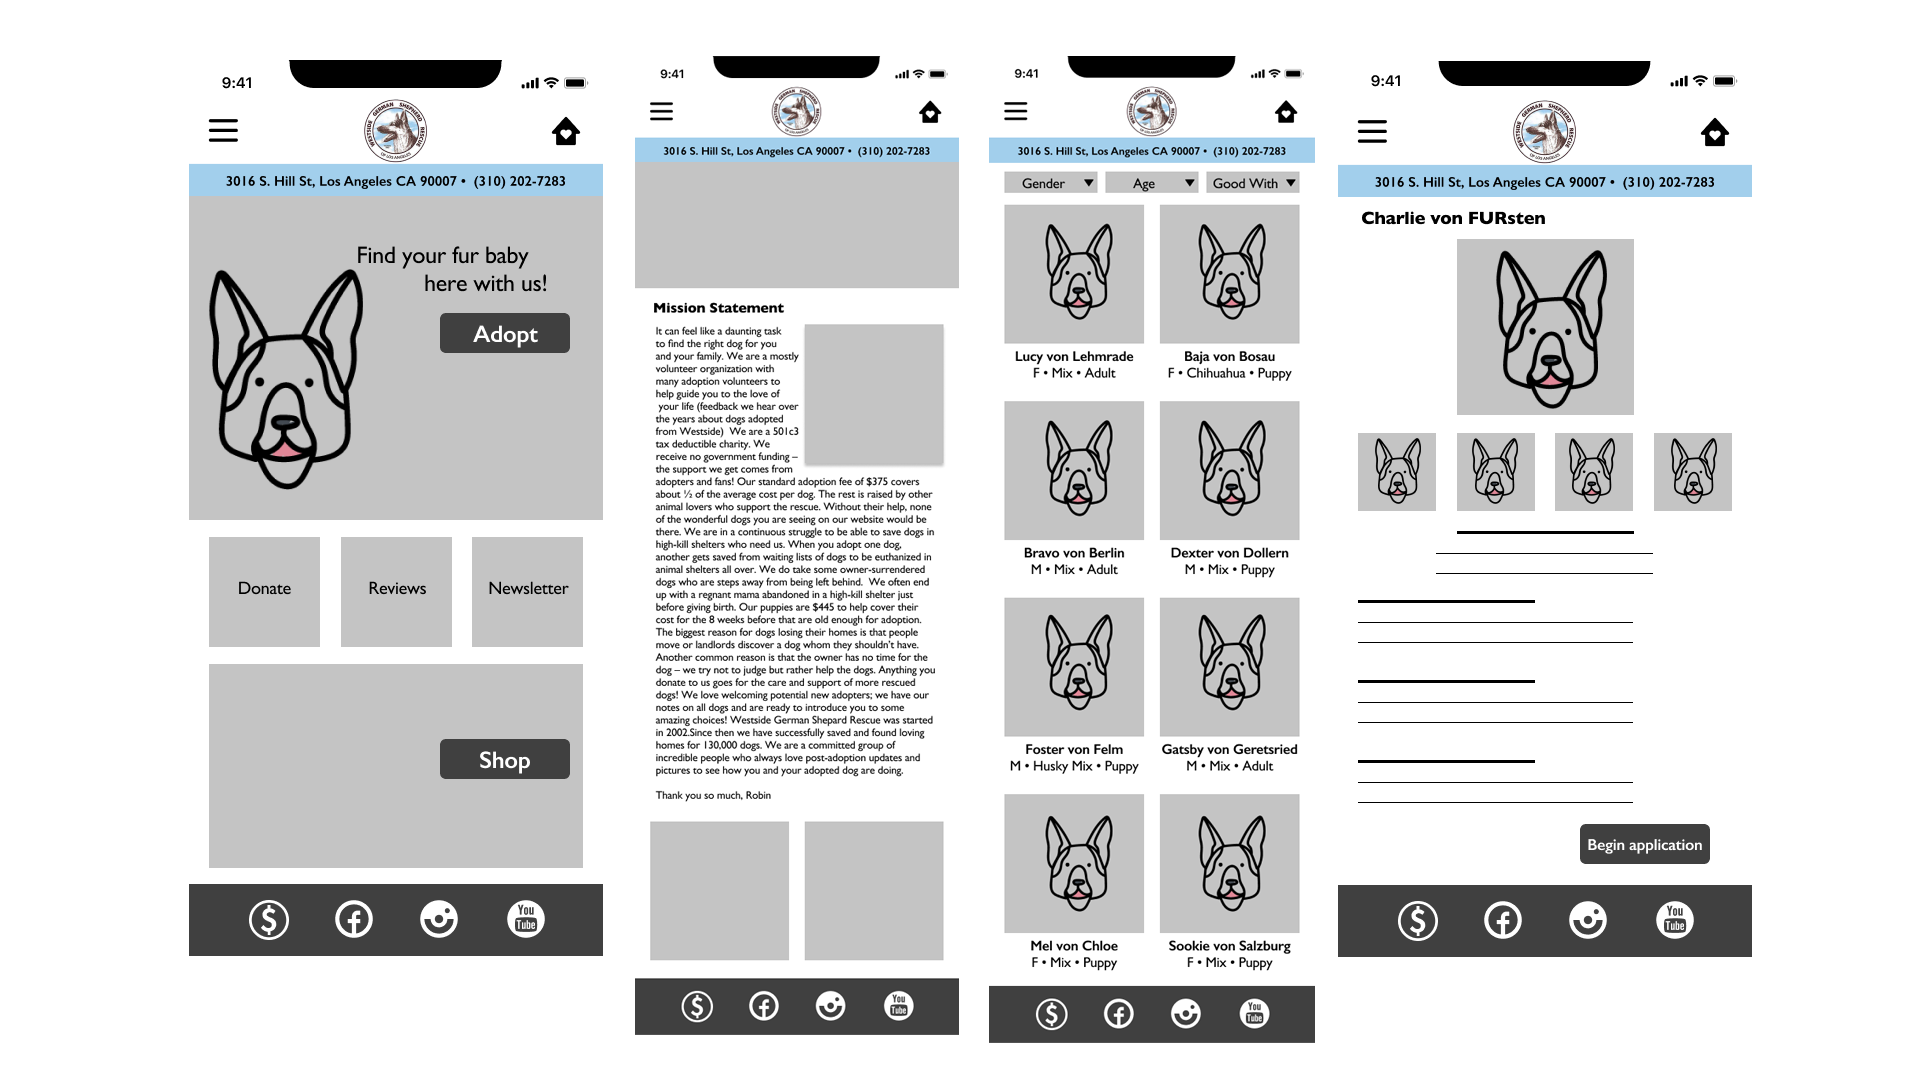 9:41
WESTSIDE GERMAN SHEPHERD RESCUE
OF LOS ANGELES
3016 S. Hill St, Los Angeles CA 90007 • (310) 202-7283
Find your fur baby
here with us!
Adopt
Donate
Reviews
Newsletter
Shop
$
f
You
Tube
9:41
WESTSIDE GERMAN SHEPHERD RESCUE
OF LOS ANGELES
3016 S. Hill St, Los Angeles CA 90007 • (310) 202-7283
Mission Statement
It can feel like a daunting task
to find the right dog for you
and your family. We are a mostly
volunteer organization with
many adoption volunteers to
help guide you to the love of
your life (feedback we hear over
the years about dogs adopted
from Westside) We are a 501c3
tax deductible charity. We
receive no government funding –
the support we get comes from
adopters and fans! Our standard adoption fee of $375 covers
about ½ of the average cost per dog. The rest is raised by other
animal lovers who support the rescue. Without their help, none
of the wonderful dogs you are seeing on our website would be
there. We are in a continuous struggle to be able to save dogs in
high-kill shelters who need us. When you adopt one dog,
another gets saved from waiting lists of dogs to be euthanized in
animal shelters all over. We do take some owner-surrendered
dogs who are steps away from being left behind. We often end
up with a regnant mama abandoned in a high-kill shelter just
before giving birth. Our puppies are $445 to help cover their
cost for the 8 weeks before that are old enough for adoption.
The biggest reason for dogs losing their homes is that people
move or landlords discover a dog whom they shouldn't have.
Another common reason is that the owner has no time for the
dog – we try not to judge but rather help the dogs. Anything you
donate to us goes for the care and support of more rescued
dogs! We love welcoming potential new adopters; we have our
notes on all dogs and are ready to introduce you to some
amazing choices! Westside German Shepard Rescue was started
in 2002.Since then we have successfully saved and found loving
homes for 130,000 dogs. We are a committed group of
incredible people who always love post-adoption updates and
pictures to see how you and your adopted dog are doing.
Thank you so much, Robin
$
f
You
Tube
9:41
WESTSIDE GERMAN SHEPHERD RESCUE
OF LOS ANGELES
3016 S. Hill St, Los Angeles CA 90007 • (310) 202-7283
Gender
Age
Good With
Lucy von Lehmrade
F • Mix • Adult
Baja von Bosau
F • Chihuahua • Puppy
Bravo von Berlin
M • Mix • Adult
Dexter von Dollern
M • Mix • Puppy
Foster von Felm
M • Husky Mix • Puppy
Gatsby von Geretsried
M • Mix • Adult
Mel von Chloe
F • Mix • Puppy
Sookie von Salzburg
F • Mix • Puppy
$
f
You
Tube
9:41
WESTSIDE GERMAN SHEPHERD RESCUE
OF LOS ANGELES
3016 S. Hill St, Los Angeles CA 90007 • (310) 202-7283
Charlie von FURsten
Begin application
$
f
You
Tube